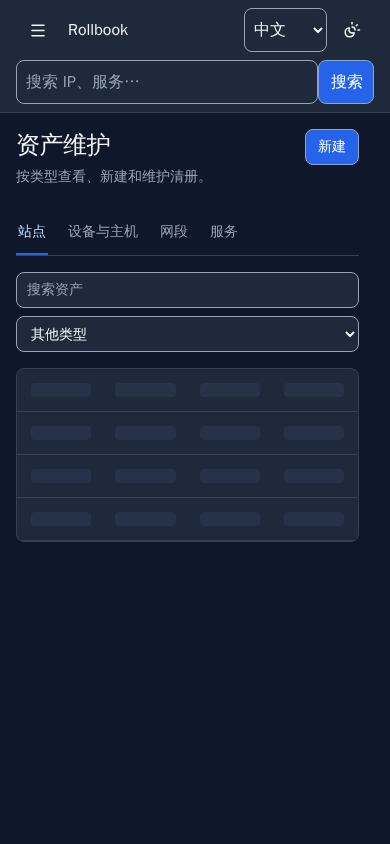 Rollbook
中文
搜索 IP、服务…
搜索
资产维护
新建
按类型查看、新建和维护清册。
站点 设备与主机 网段 服务
搜索资产
其他类型